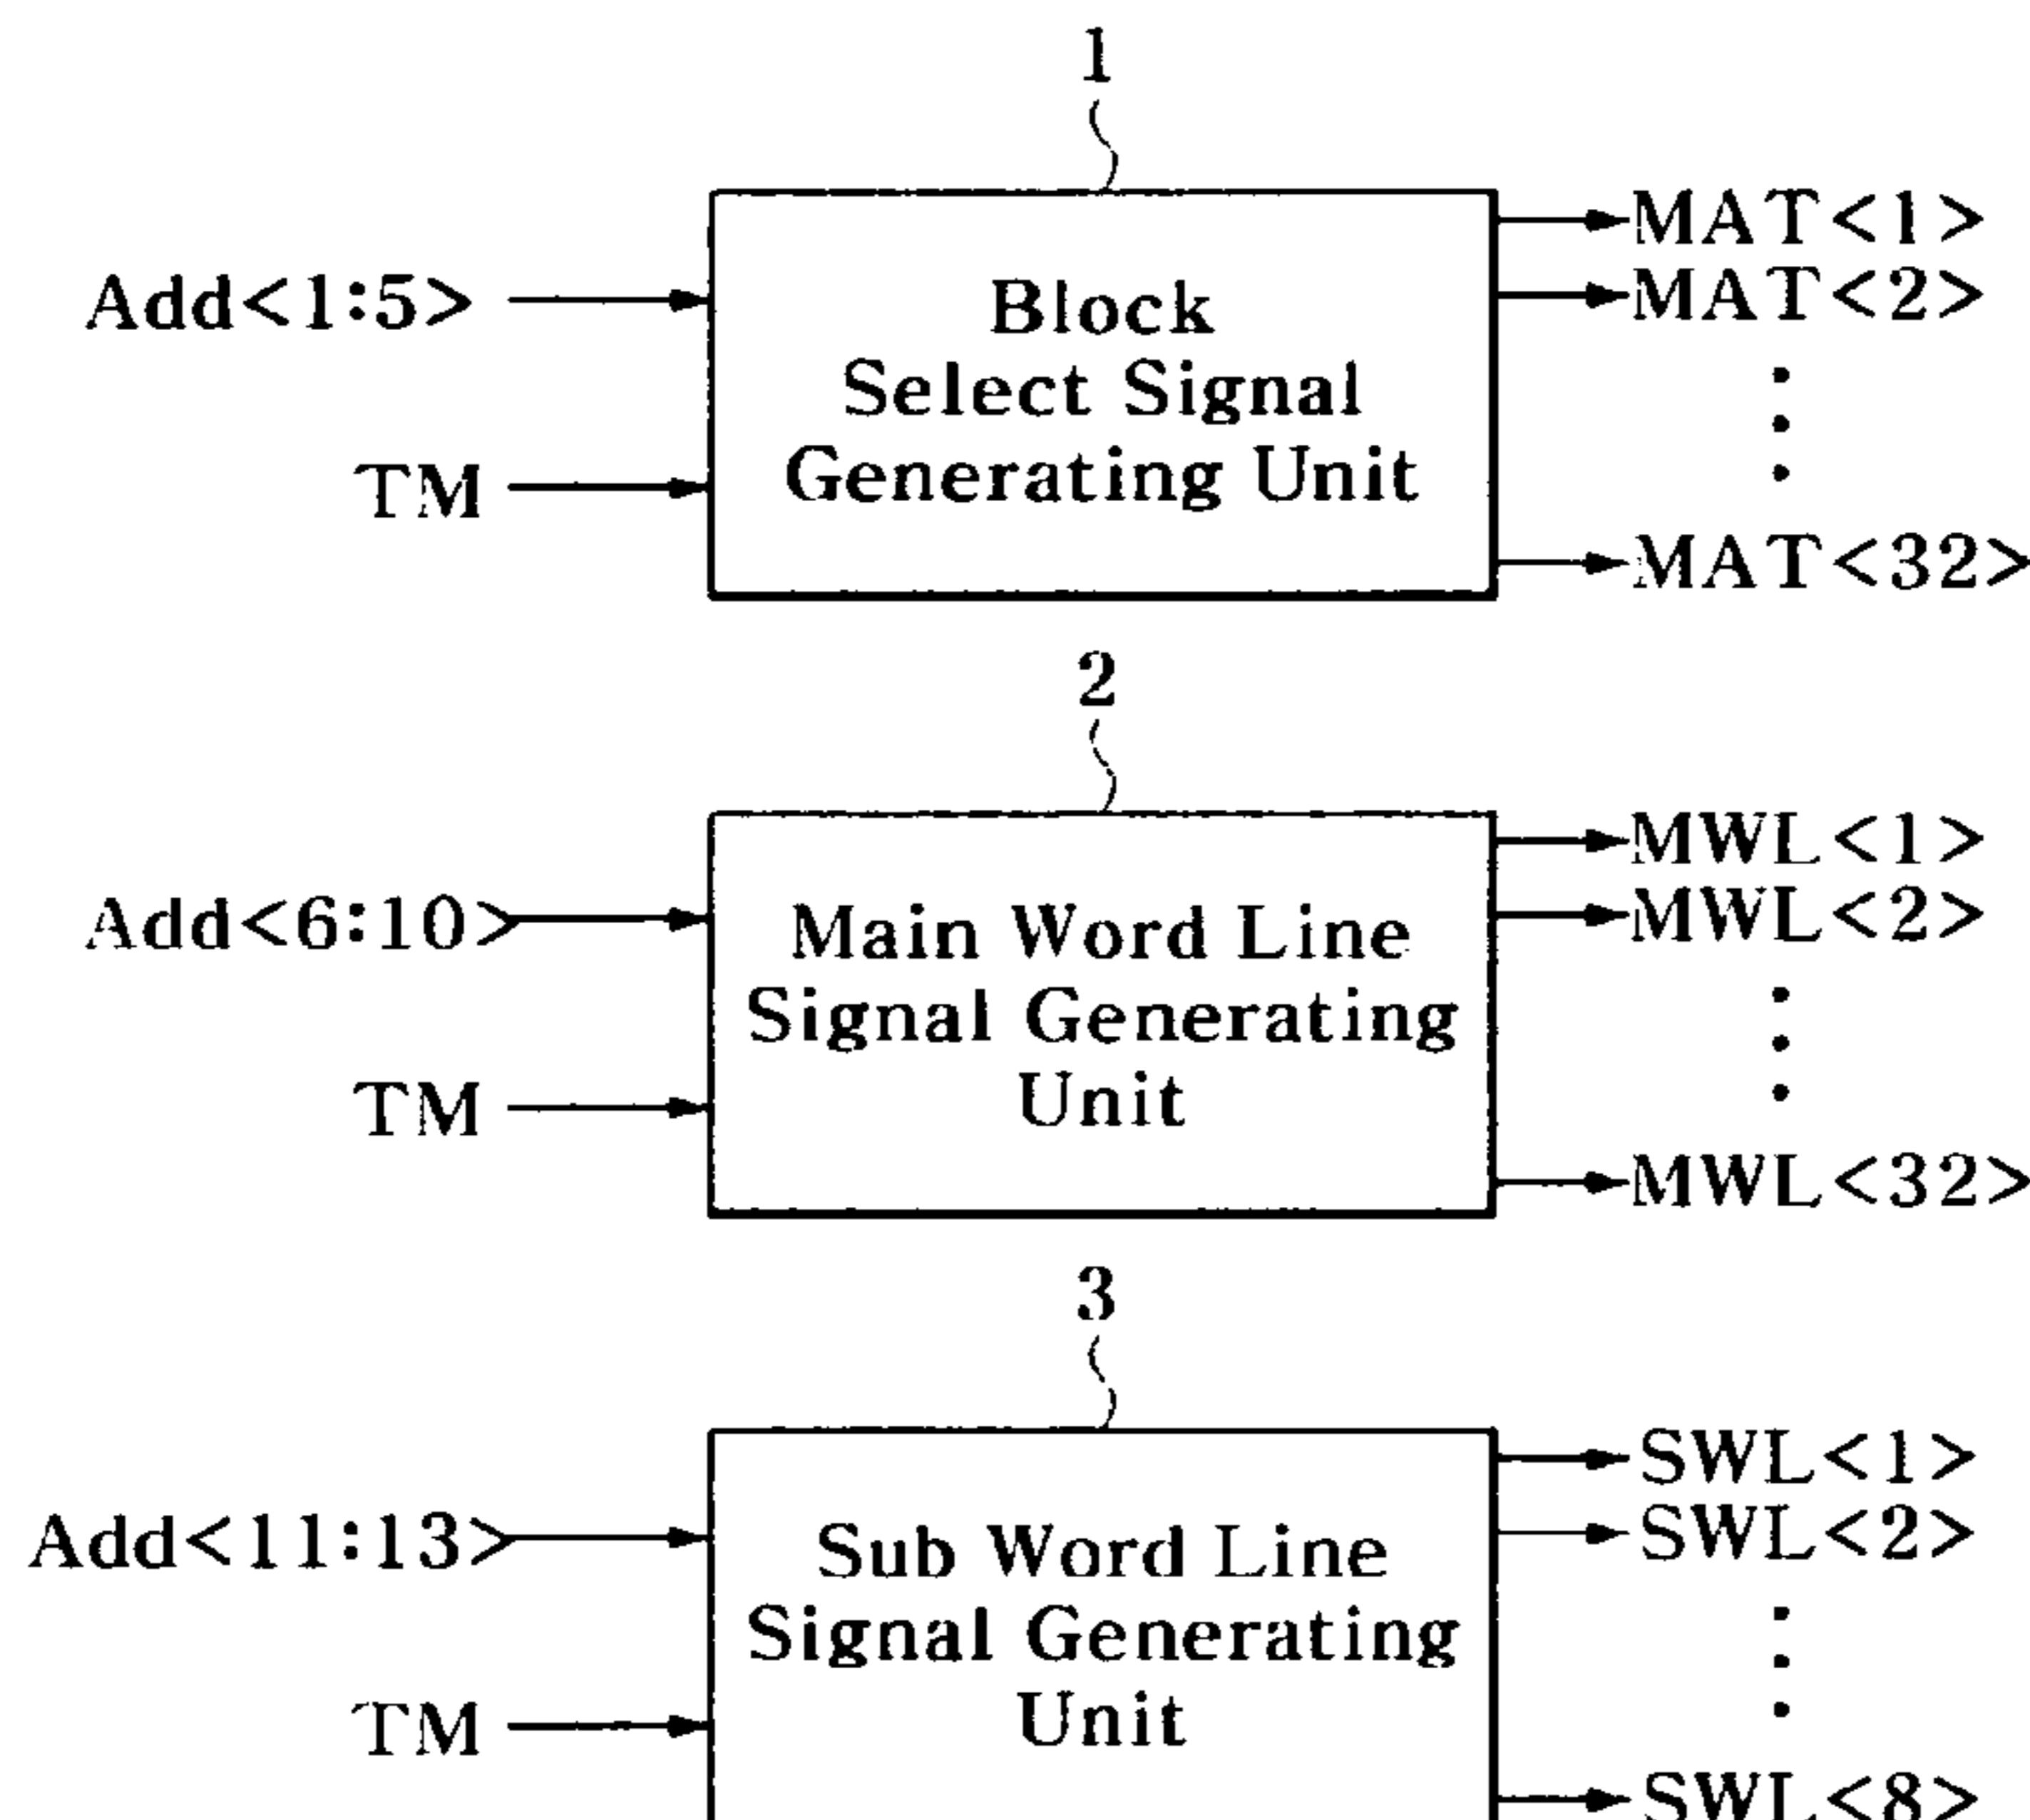 1
Add<1:5>
TM
Block
Select Signal
Generating Unit
MAT<1>
MAT<2>
MAT<32>
2
Add<6:10>
TM
Main Word Line
Signal Generating
Unit
MWL<1>
MWL<2>
MWL<32>
3
Add<11:13>
TM
Sub Word Line
Signal Generating
Unit
SWL<1>
SWL<2>
SWL<8>